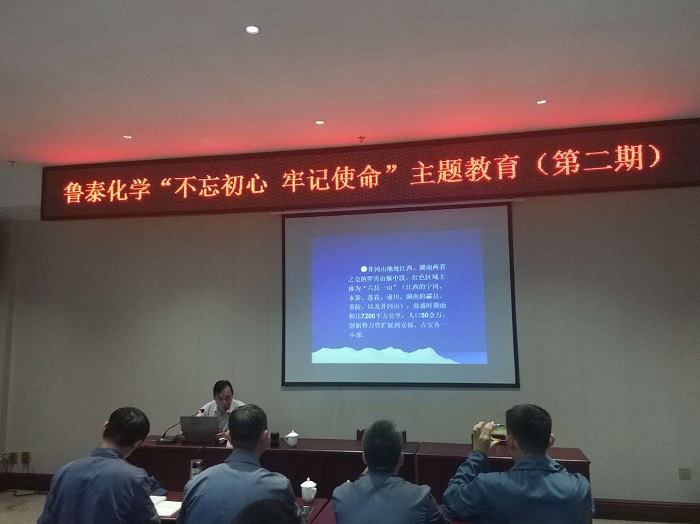 鲁泰化学“不忘初心 牢记使命”主题教育（第二期）
●井冈山地处江西、湖南两省
之交的罗霄山脉中段，红色区域主
体为“六县一山”（江西的宁冈、
永新、莲花、遂川，湖南的酃县、
茶陵，以及井冈山），鼎盛时期面
积达7200平方公里，人口50余万。
割据势力曾扩展到安福、吉安各一
小部。